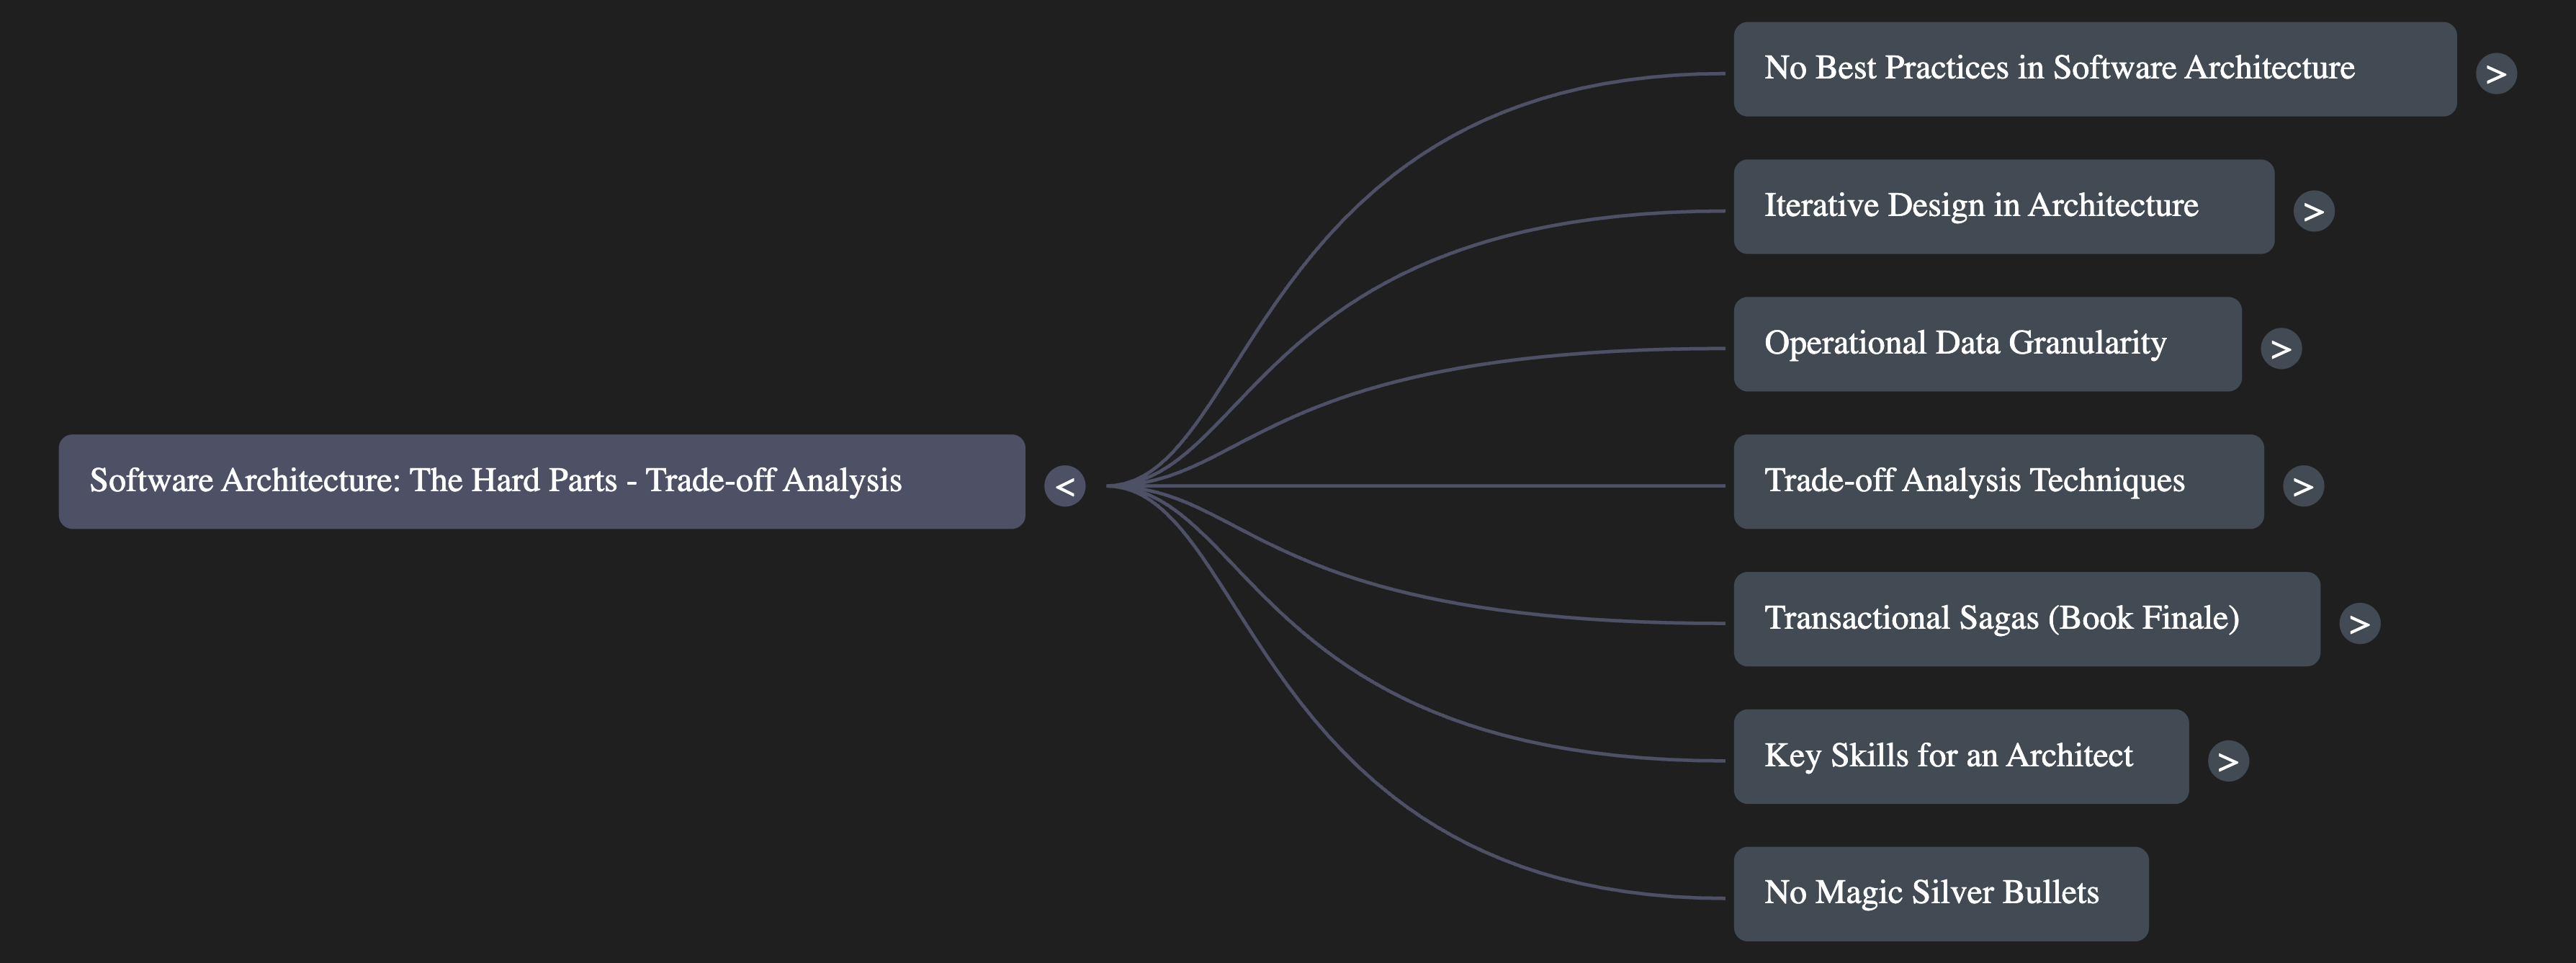 No Best Practices in Software Architecture
>
Iterative Design in Architecture
>
Operational Data Granularity
>
Software Architecture: The Hard Parts - Trade-off Analysis
<
Trade-off Analysis Techniques
>
Transactional Sagas (Book Finale)
>
Key Skills for an Architect
>
No Magic Silver Bullets